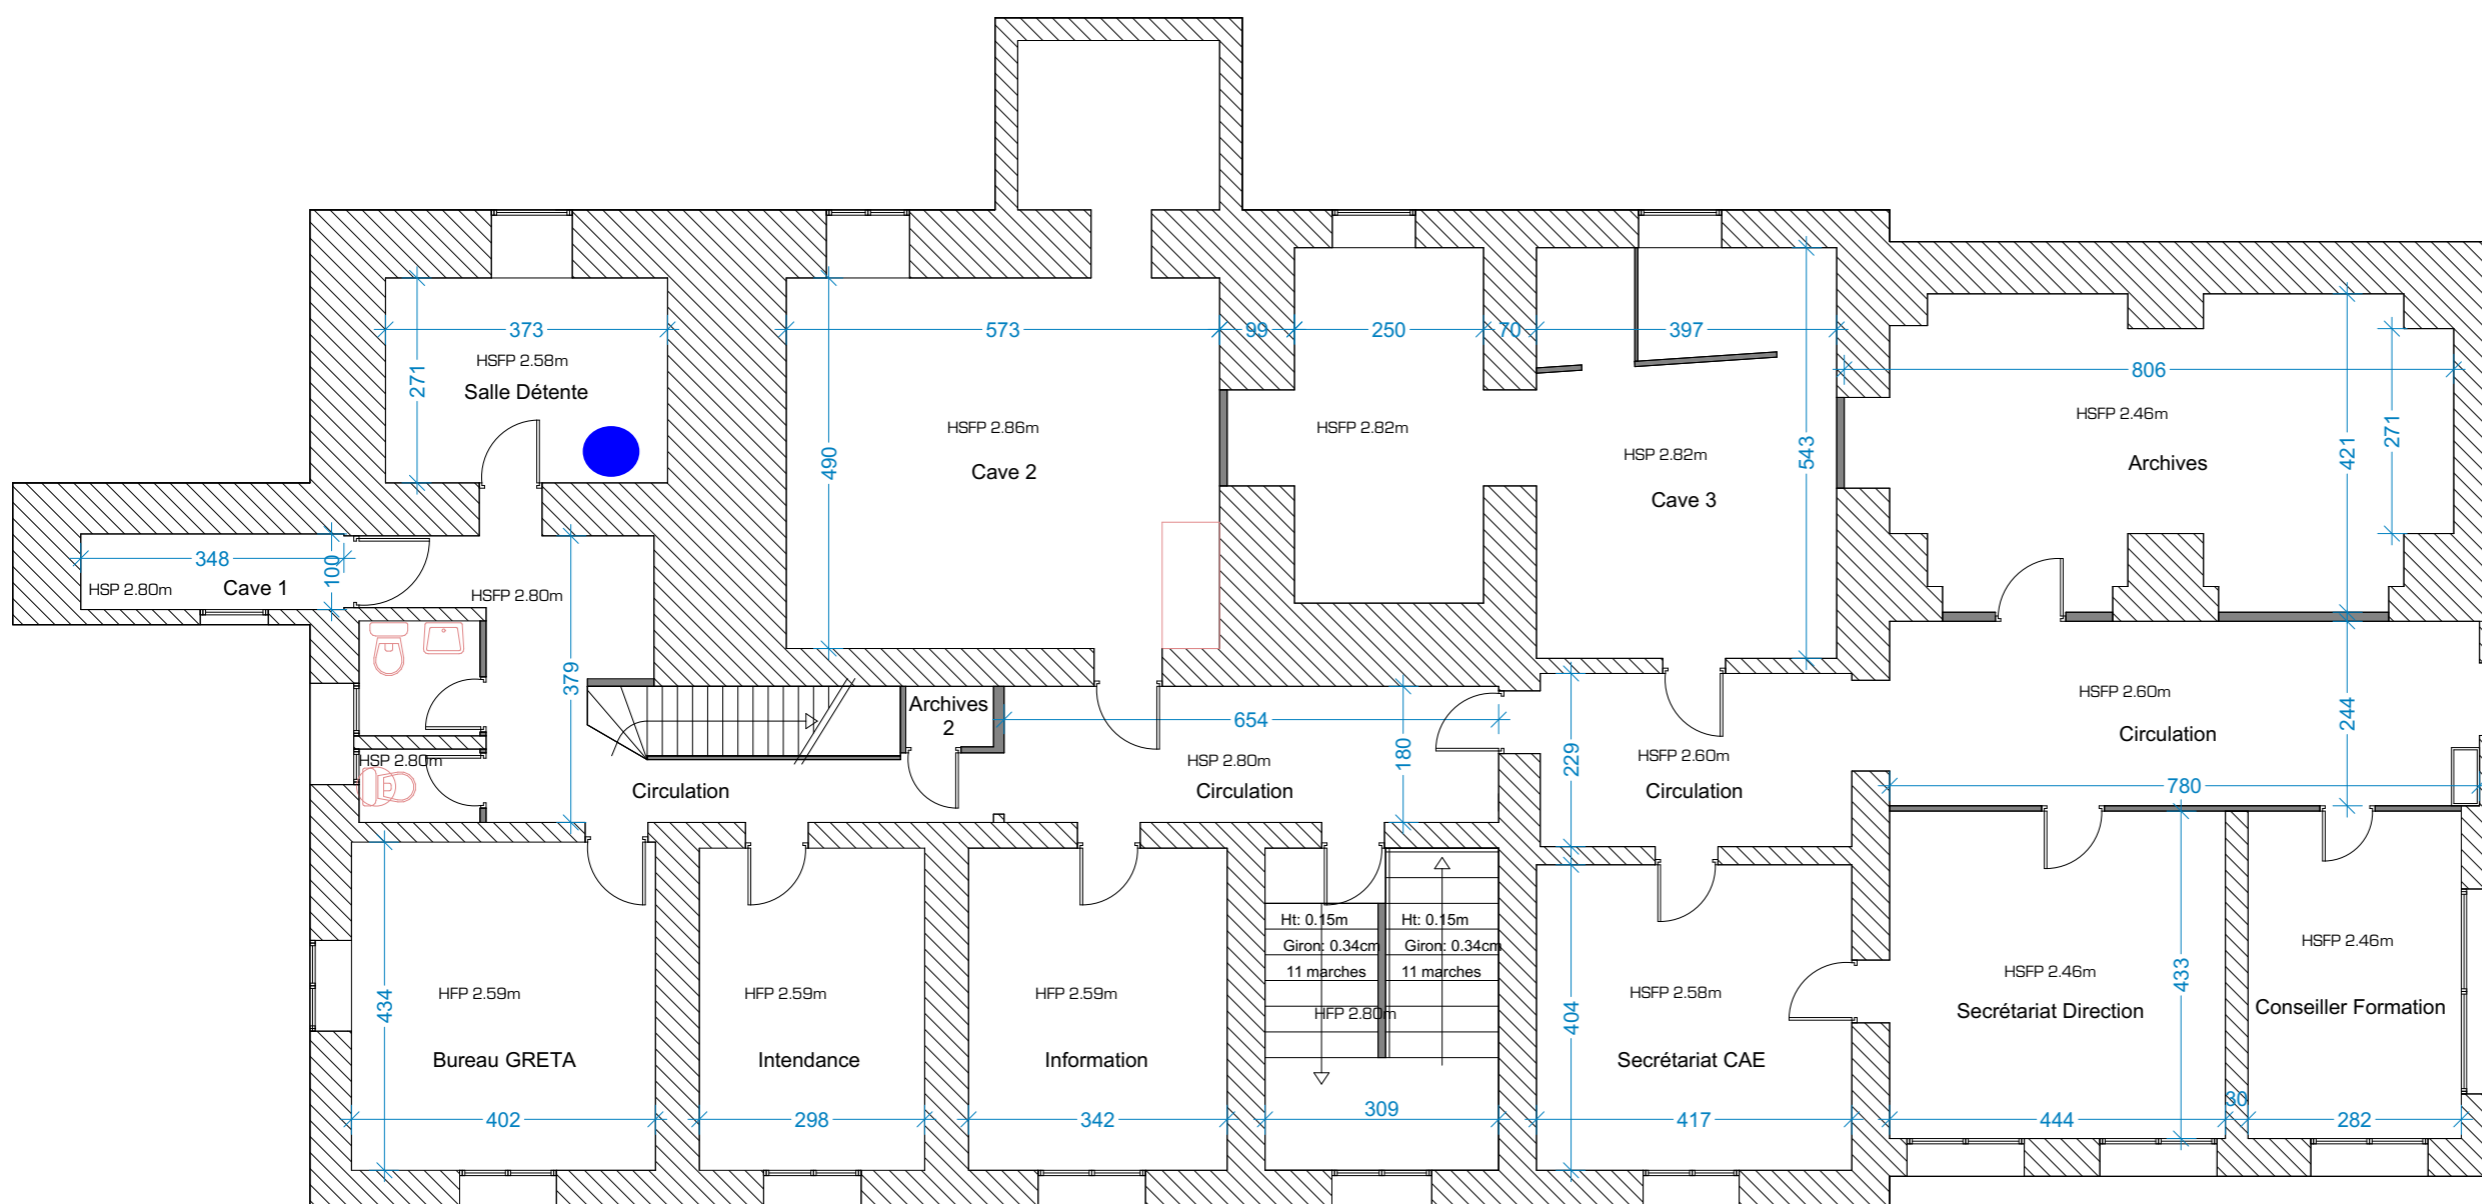 373
573
99
250
70
397
HSFP 2.58m
Salle Détente
271
806
HSFP 2.46m
Archives
421
271
HSFP 2.86m
Cave 2
490
HSFP 2.82m
HSP 2.82m
Cave 3
543
348
100
HSP 2.80m
Cave 1
HSFP 2.80m
379
Archives
2
654
HSP 2.80m
Circulation
180
HSP 2.80m
Circulation
229
HSFP 2.60m
Circulation
HSFP 2.60m
Circulation
244
780
Ht: 0.15m
Giron: 0.34cm
11 marches
Ht: 0.15m
Giron: 0.34cm
11 marches
HFP 2.80m
309
434
HFP 2.59m
Bureau GRETA
402
HFP 2.59m
Intendance
298
HFP 2.59m
Information
342
404
HSFP 2.58m
Secrétariat CAE
417
HSFP 2.46m
Secrétariat Direction
433
444
30
HSFP 2.46m
Conseiller Formation
282